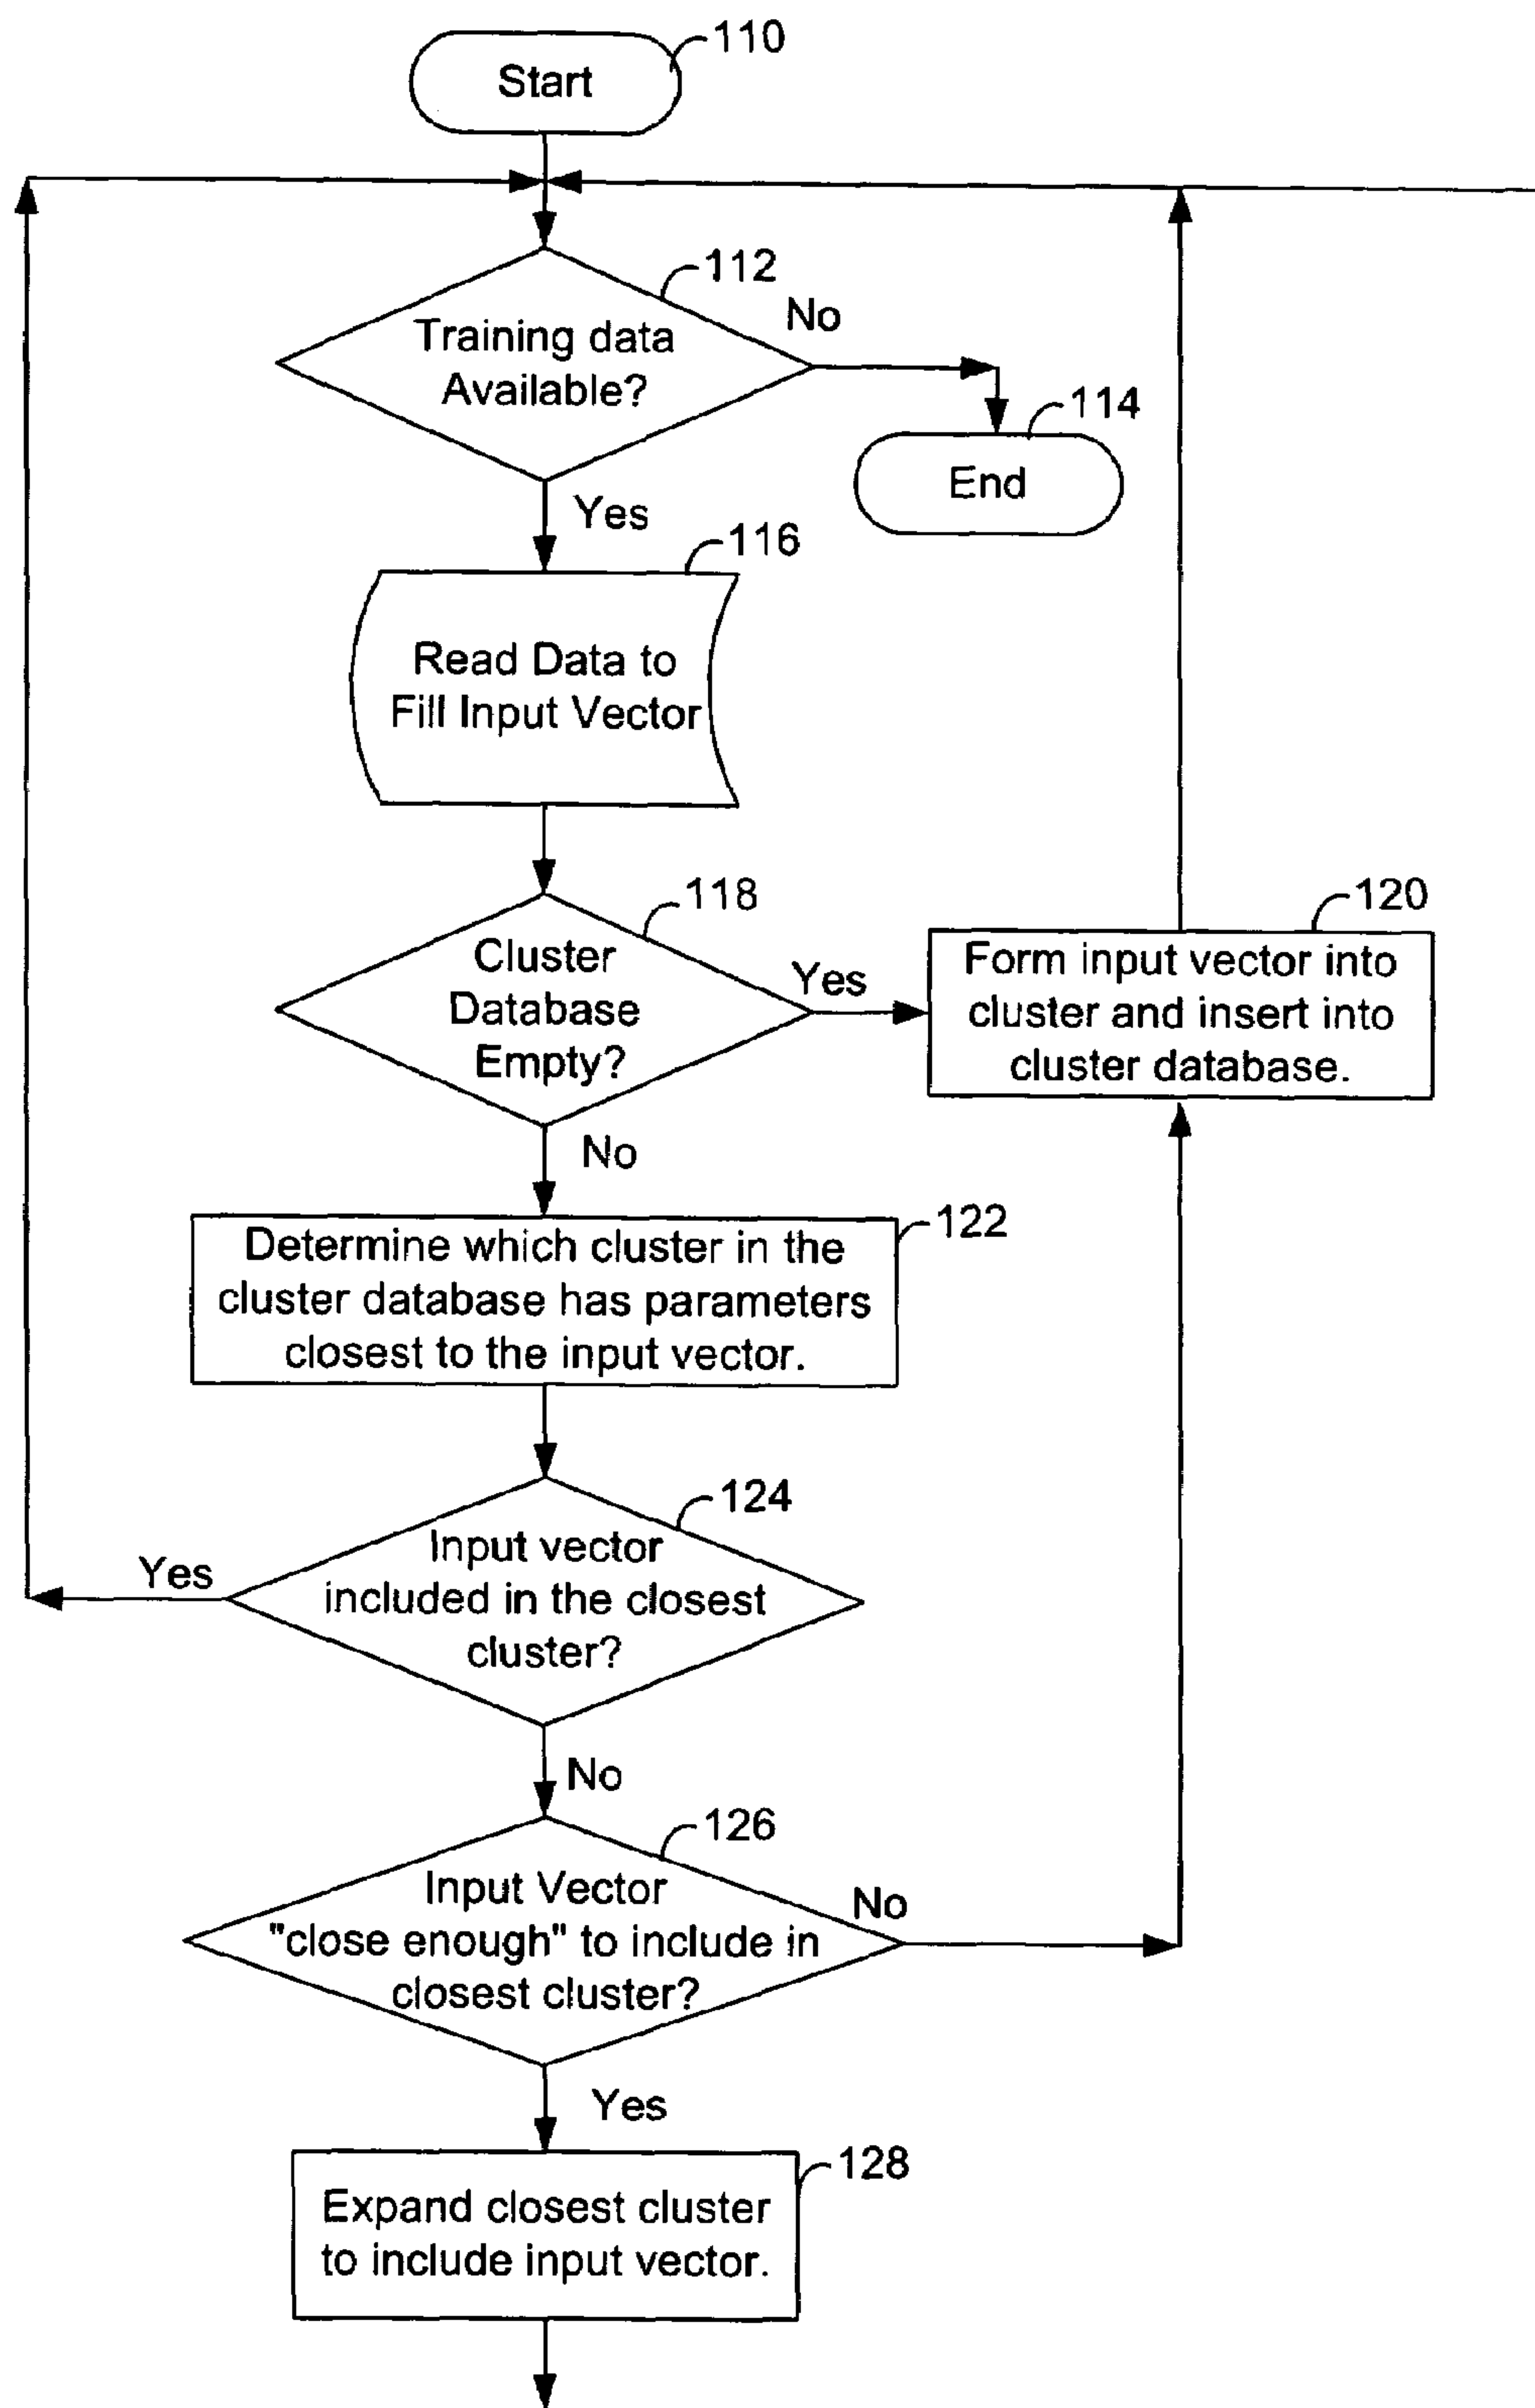 110
Start
112
Training data
Available?
No
114
End
Yes
116
Read Data to
Fill Input Vector
118
Cluster
Database
Empty?
Yes
120
Form input vector into
cluster and insert into
cluster database.
No
122
Determine which cluster in the
cluster database has parameters
closest to the input vector.
124
Input vector
included in the closest
cluster?
Yes
No
126
Input Vector
"close enough" to include in
closest cluster?
No
Yes
128
Expand closest cluster
to include input vector.